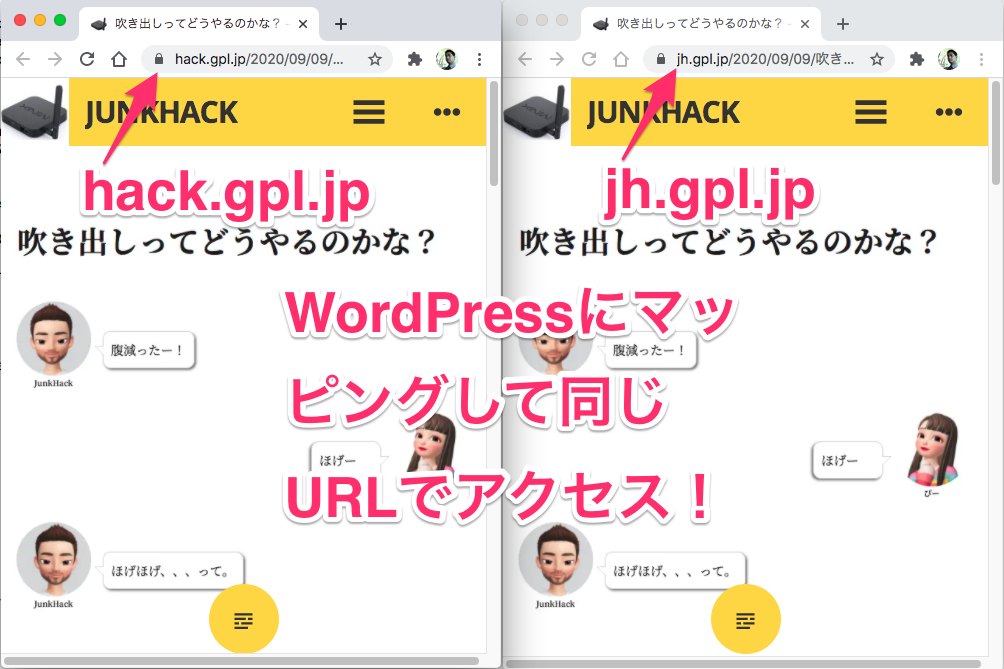 吹き出しってどうやるのかな？ -
hack.gpl.jp/2020/09/09/...
JUNKHACK
hack.gpl.jp
吹き出しってどうやるのかな？
腹減ったー！
JunkHack
ほげー
ほげほげ、、、って。
JunkHack
吹き出しってどうやるのかな？ -
jh.gpl.jp/2020/09/09/吹き...
JUNKHACK
jh.gpl.jp
吹き出しってどうやるのかな？
腹減ったー！
ほげー
びー
ほげほげ、、、って。
JunkHack
WordPressにマッ
ピングして同じ
URLでアクセス！